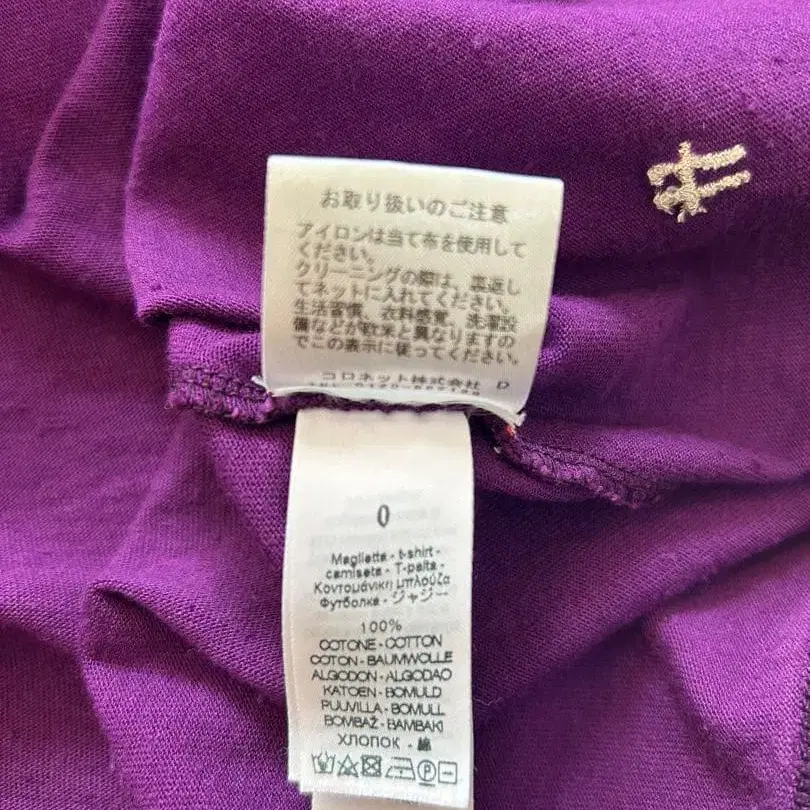 お取り扱いのご注意
アイロンは当て布を使用して
ください。
クリーニングの際は、裏返し
てネットに入れてください。
生活習慣、衣料感覚、洗濯設
備などが欧米と異なりますの
でこの表示に従ってください。
コロネット株式会社 D
0
Maglietta - t-shirt -
camiseta - T-paita -
Κοντομάνικη μπλούζα
Футболка - ジャジー
100%
COTONE - COTTON
COTON - BAUMWOLLE
ALGODON - ALGODAO
KATOEN - BOMULD
PUUVILLA - BOMULL
BOMBAŽ - BAMBAKI
ХЛОПОК - 綿